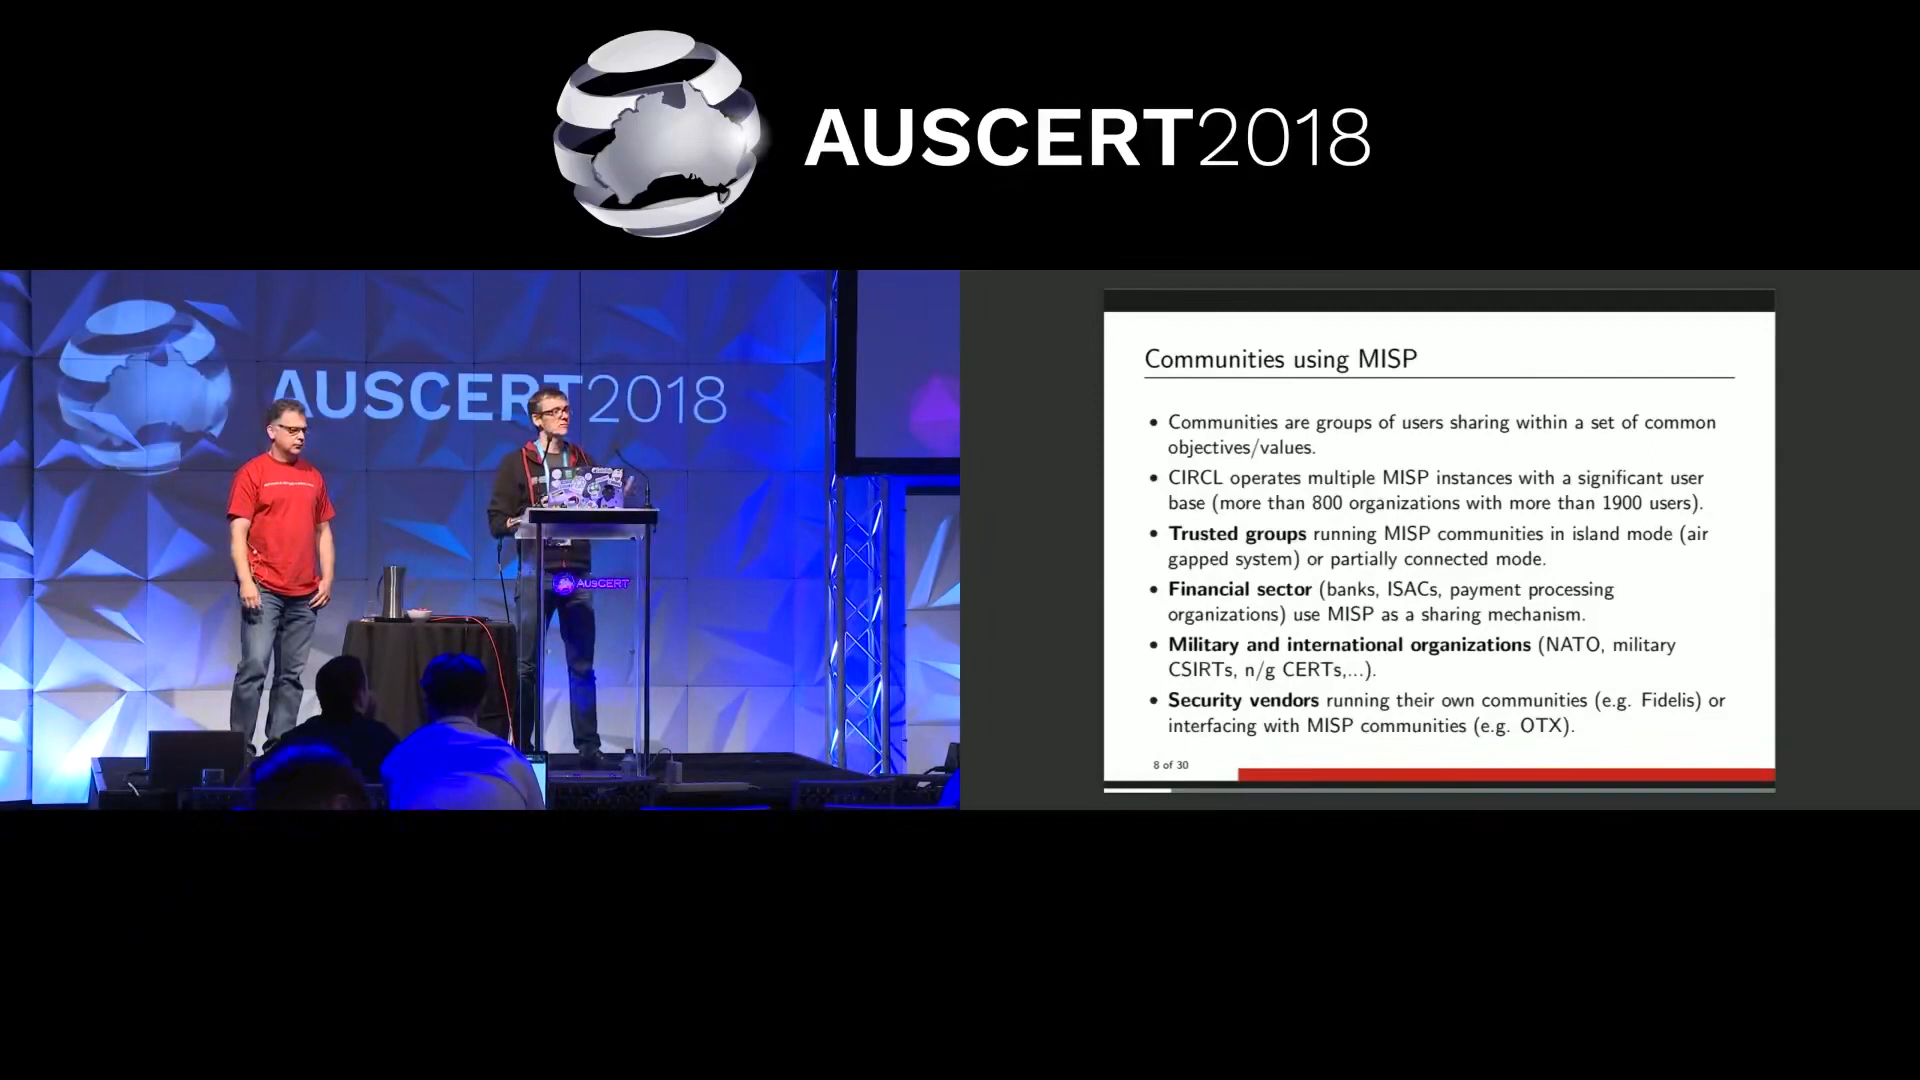 AUSCERT2018
AUSCERT2018
AUSCERT
Communities using MISP
• Communities are groups of users sharing within a set of common
objectives/values.
• CIRCL operates multiple MISP instances with a significant user
base (more than 800 organizations with more than 1900 users).
• Trusted groups running MISP communities in island mode (air
gapped system) or partially connected mode.
• Financial sector (banks, ISACs, payment processing
organizations) use MISP as a sharing mechanism.
• Military and international organizations (NATO, military
CSIRTs, n/g CERTs,...).
• Security vendors running their own communities (e.g. Fidelis) or
interfacing with MISP communities (e.g. OTX).
8 of 30